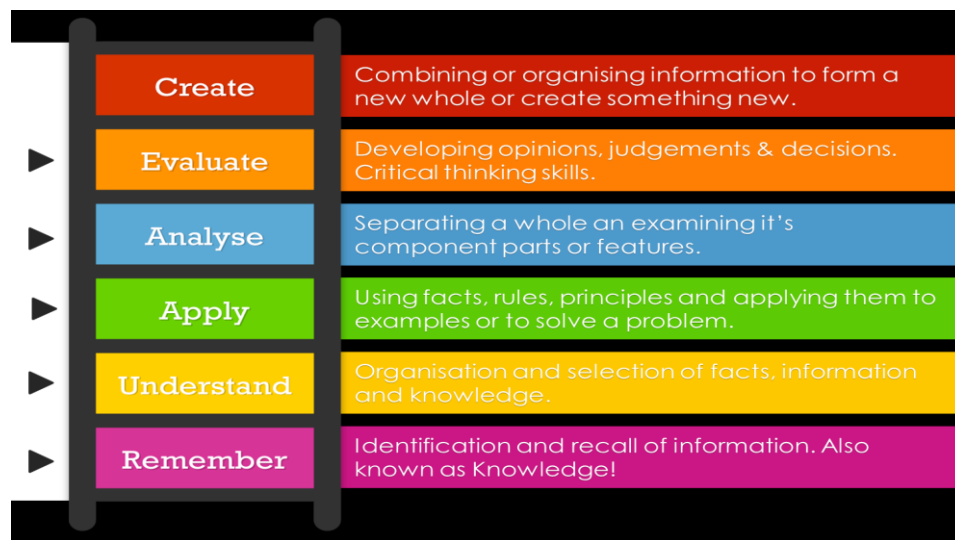 Create
Combining or organising information to form a
new whole or create something new.
Evaluate
Developing opinions, judgements & decisions.
Critical thinking skills.
Analyse
Separating a whole an examining it's
component parts or features.
Apply
Using facts, rules, principles and applying them to
examples or to solve a problem.
Understand
Organisation and selection of facts, information
and knowledge.
Remember
Identification and recall of information. Also
known as Knowledge!